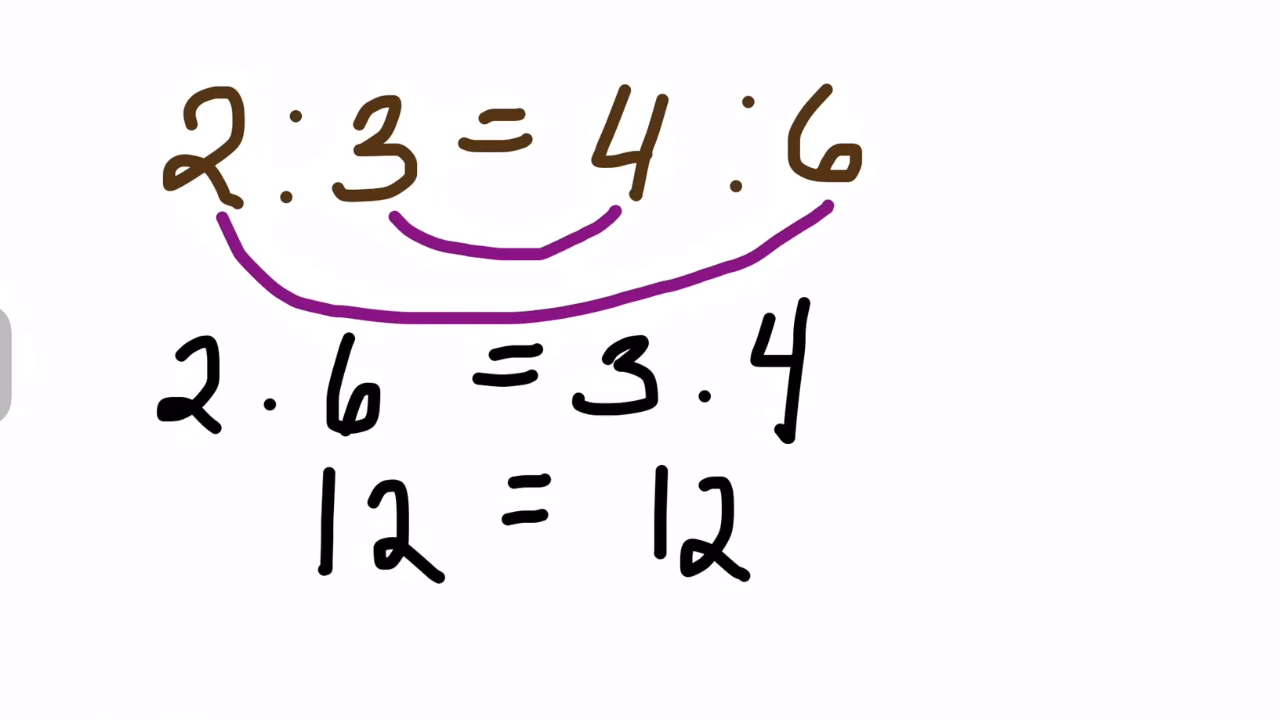 2 : 3 = 4 : 6
2 . 6 = 3 . 4
12 = 12